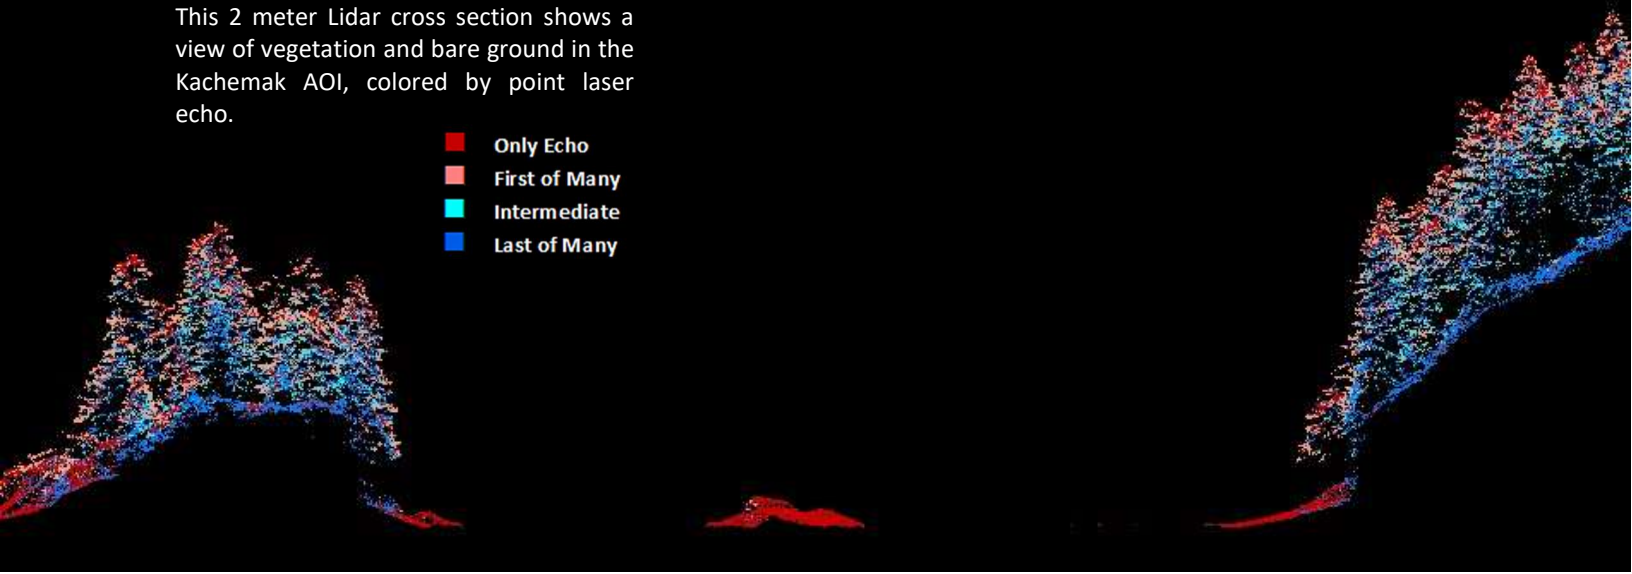 This 2 meter Lidar cross section shows a
view of vegetation and bare ground in the
Kachemak AOI, colored by point laser
echo.
Only Echo
First of Many
Intermediate
Last of Many